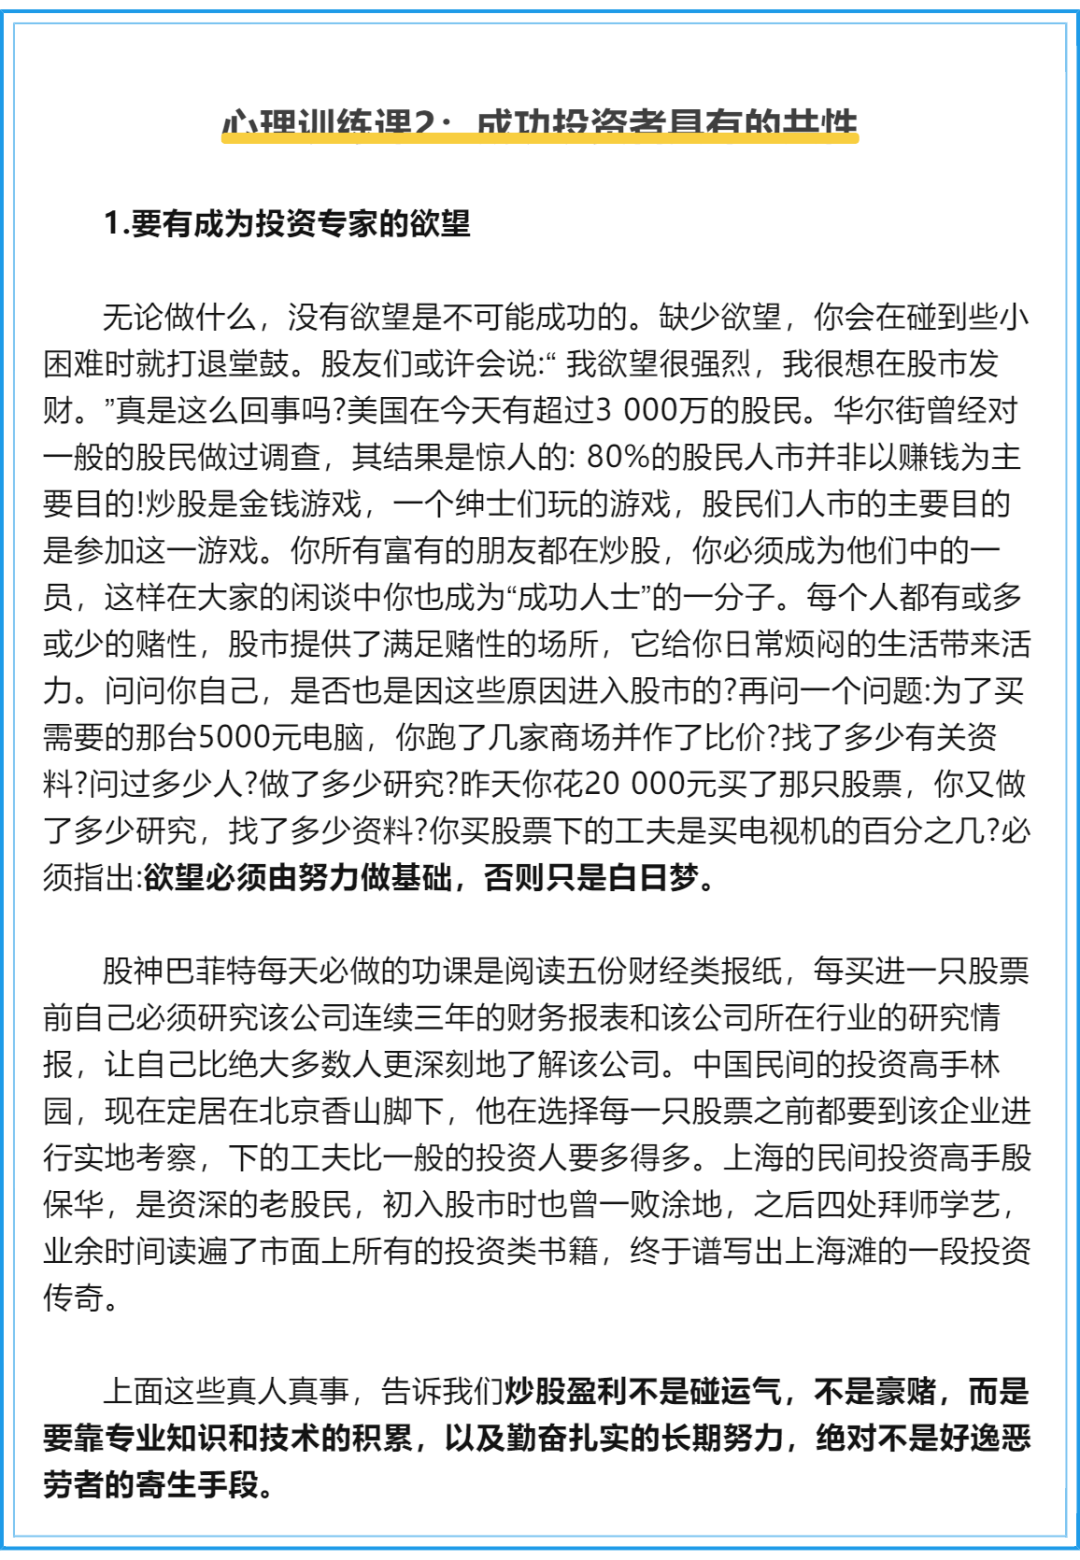 心理训练课2：成功投资者具有的共性
1.要有成为投资专家的欲望
无论做什么，没有欲望是不可能成功的。缺少欲望，你会在碰到些小
困难时就打退堂鼓。股友们或许会说:“ 我欲望很强烈，我很想在股市发
财。”真是这么回事吗?美国在今天有超过3 000万的股民。华尔街曾经对
一般的股民做过调查，其结果是惊人的: 80%的股民人市并非以赚钱为主
要目的!炒股是金钱游戏，一个绅士们玩的游戏，股民们人市的主要目的
是参加这一游戏。你所有富有的朋友都在炒股，你必须成为他们中的一
员，这样在大家的闲谈中你也成为“成功人士”的一分子。每个人都有或多
或少的赌性，股市提供了满足赌性的场所，它给你日常烦闷的生活带来活
力。问问你自己，是否也是因这些原因进入股市的?再问一个问题:为了买
需要的那台5000元电脑，你跑了几家商场并作了比价?找了多少有关资
料?问过多少人?做了多少研究?昨天你花20 000元买了那只股票，你又做
了多少研究，找了多少资料?你买股票下的工夫是买电视机的百分之几?必
须指出:欲望必须由努力做基础，否则只是白日梦。
股神巴菲特每天必做的功课是阅读五份财经类报纸，每买进一只股票
前自己必须研究该公司连续三年的财务报表和该公司所在行业的研究情
报，让自己比绝大多数人更深刻地了解该公司。中国民间的投资高手林
园，现在定居在北京香山脚下，他在选择每一只股票之前都要到该企业进
行实地考察，下的工夫比一般的投资人要多得多。上海的民间投资高手殷
保华，是资深的老股民，初入股市时也曾一败涂地，之后四处拜师学艺，
业余时间读遍了市面上所有的投资类书籍，终于谱写出上海滩的一段投资
传奇。
上面这些真人真事，告诉我们炒股盈利不是碰运气，不是豪赌，而是
要靠专业知识和技术的积累，以及勤奋扎实的长期努力，绝对不是好逸恶
劳者的寄生手段。